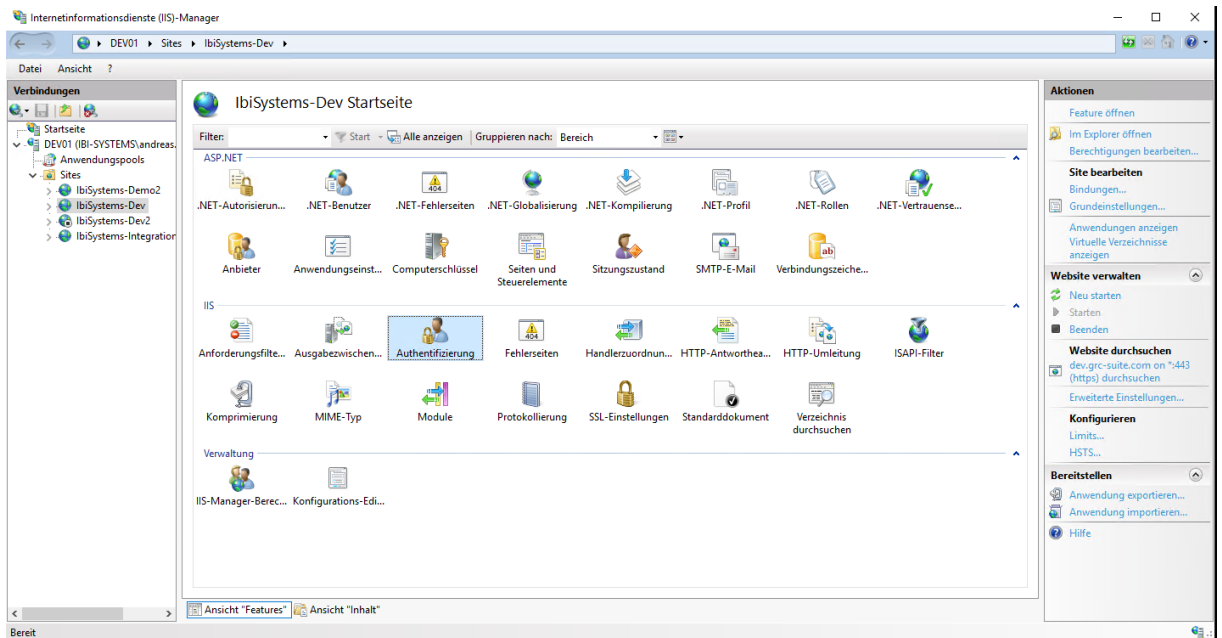 Internetinformationsdienste (IIS)-Manager
DEV01 Sites IbiSystems-Dev
Datei Ansicht ?
Verbindungen
Startseite
DEV01 (IBI-SYSTEMS\andreas.
Anwendungspools
Sites
IbiSystems-Demo2
IbiSystems-Dev
IbiSystems-Dev2
IbiSystems-Integration
IbiSystems-Dev Startseite
Filter: Start Alle anzeigen Gruppieren nach: Bereich
ASP.NET
.NET-Autorisierun... .NET-Benutzer .NET-Fehlerseiten .NET-Globalisierung .NET-Kompilierung .NET-Profil .NET-Rollen .NET-Vertrauense...
Anbieter Anwendungseinst... Computerschlüssel Seiten und Sitzungszustand SMTP-E-Mail Verbindungszeiche...
Steuerelemente
IIS
Anforderungsfilte... Ausgabezwischen... Authentifizierung Fehlerseiten Handlerzuordnun... HTTP-Antworthea... HTTP-Umleitung ISAPI-Filter
Komprimierung MIME-Typ Module Protokollierung SSL-Einstellungen Standarddokument Verzeichnis
durchsuchen
Verwaltung
IIS-Manager-Berec... Konfigurations-Edi...
Ansicht "Features" Ansicht "Inhalt"
Aktionen
Feature öffnen
Im Explorer öffnen
Berechtigungen bearbeiten...
Site bearbeiten
Bindungen...
Grundeinstellungen...
Anwendungen anzeigen
Virtuelle Verzeichnisse
anzeigen
Website verwalten
Neu starten
Starten
Beenden
Website durchsuchen
dev.grc-suite.com on *:443
(https) durchsuchen
Erweiterte Einstellungen...
Konfigurieren
Limits...
HSTS...
Bereitstellen
Anwendung exportieren...
Anwendung importieren...
Hilfe
Bereit